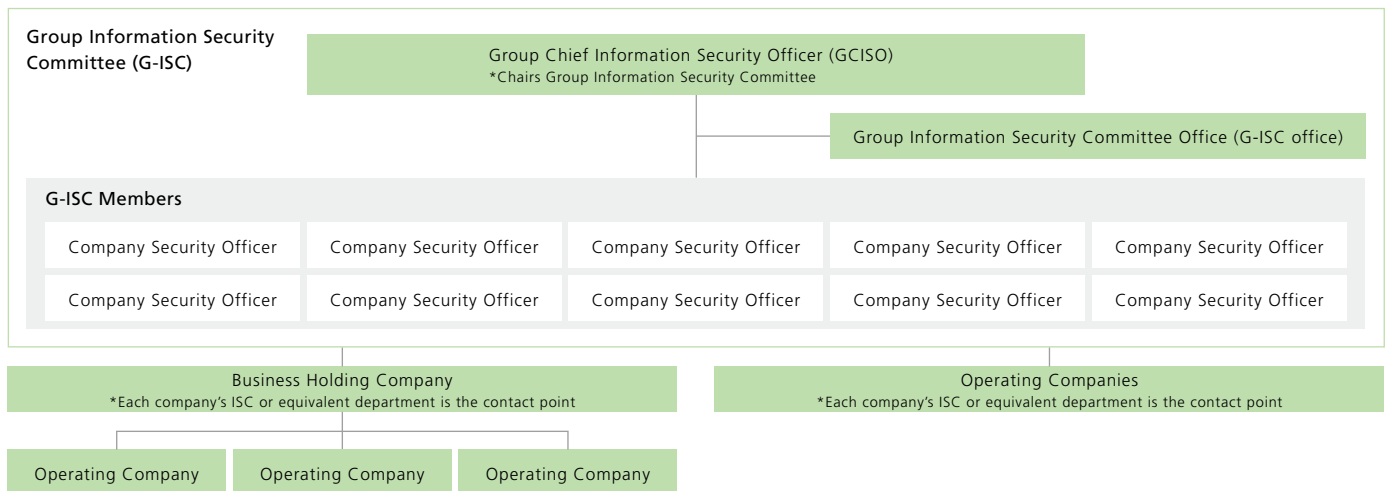 Group Information Security
Committee (G-ISC)
Group Chief Information Security Officer (GCISO)
*Chairs Group Information Security Committee
Group Information Security Committee Office (G-ISC office)
G-ISC Members
Company Security Officer
Company Security Officer
Company Security Officer
Company Security Officer
Company Security Officer
Company Security Officer
Company Security Officer
Company Security Officer
Company Security Officer
Company Security Officer
Business Holding Company
*Each company's ISC or equivalent department is the contact point
Operating Companies
*Each company's ISC or equivalent department is the contact point
Operating Company
Operating Company
Operating Company